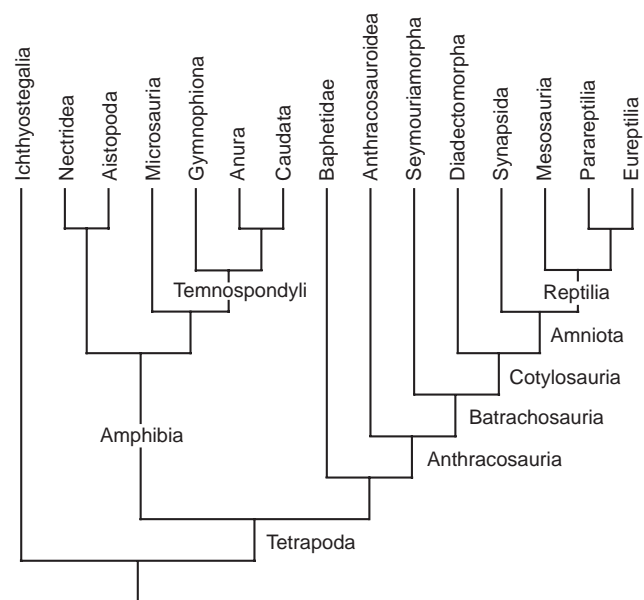 Ichthyostegalia
Nectridea
Aistopoda
Microsauria
Gymnophiona
Anura
Caudata
Baphetidae
Anthracosauroidea
Seymouriamorpha
Diadectomorpha
Synapsida
Mesosauria
Parareptilia
Eureptilia
Temnospondyli
Reptilia
Amniota
Cotylosauria
Batrachosauria
Amphibia
Anthracosauria
Tetrapoda